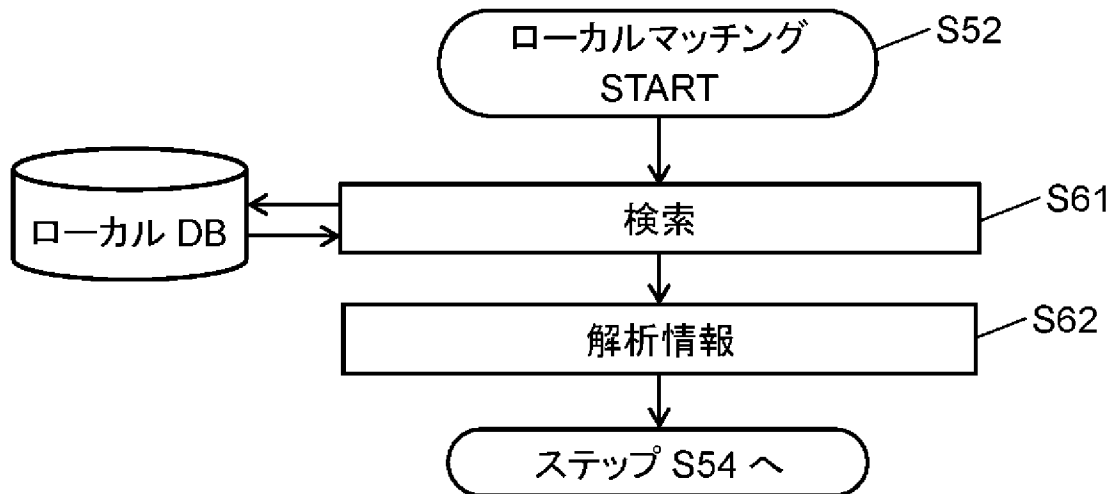 ローカルマッチング
START
S52
ローカル DB
検索
S61
解析情報
S62
ステップ S54 へ